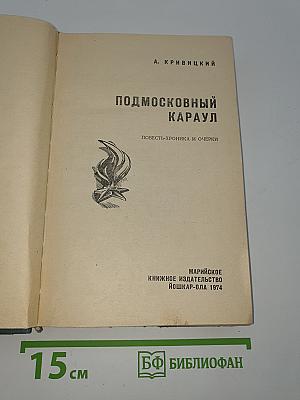 А. КРИВИЦКИЙ
ПОДМОСКОВНЫЙ
КАРАУЛ
ПОВЕСТЬ-ХРОНИКА И ОЧЕРКИ
МАРИЙСКОЕ
КНИЖНОЕ ИЗДАТЕЛЬСТВО
ЙОШКАР-ОЛА 1974
15 см
БФ БИБЛИОФАН